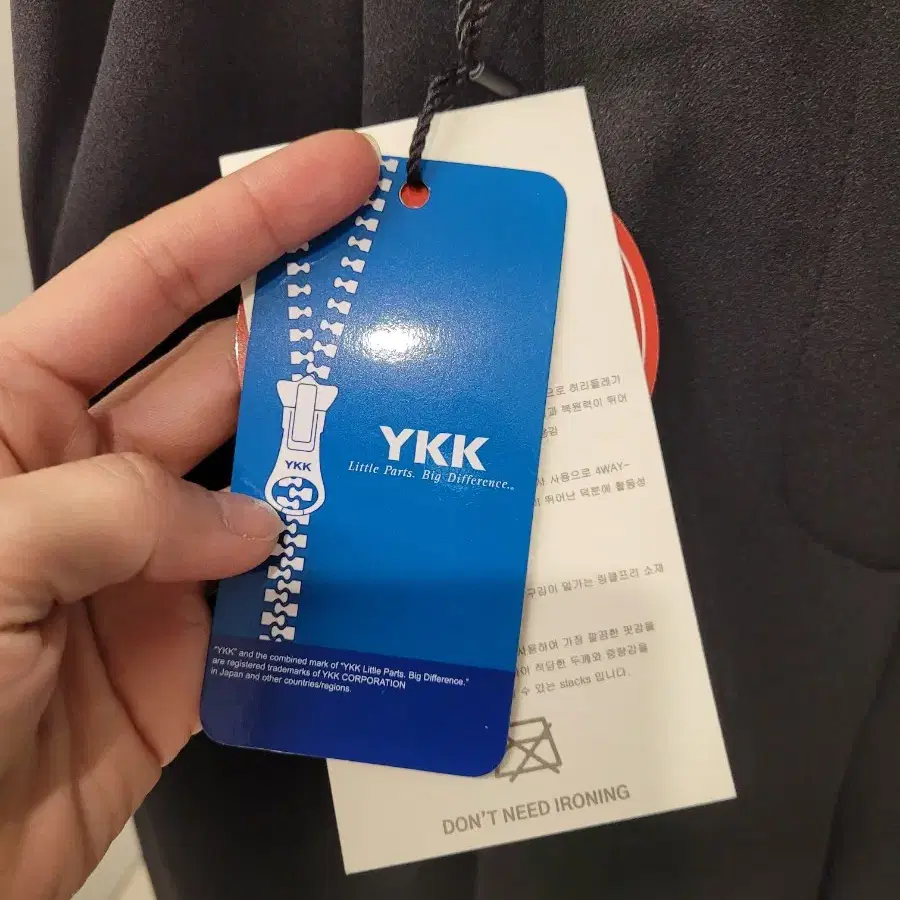 YKK
Little Parts. Big Difference.™
YKK
"YKK" and the combined mark of "YKK Little Parts. Big Difference."
are registered trademarks of YKK CORPORATION
in Japan and other countries/regions.
으로 허리둘레가
과 복원력이 뛰어
사용으로 4WAY-
뛰어난 덕분에 활동성
구김이 덜가는 링클프리 소재
사용하여 가장 깔끔한 핏감을
적당한 두께와 중량감을
수 있는 slacks 입니다.
DON'T NEED IRONING